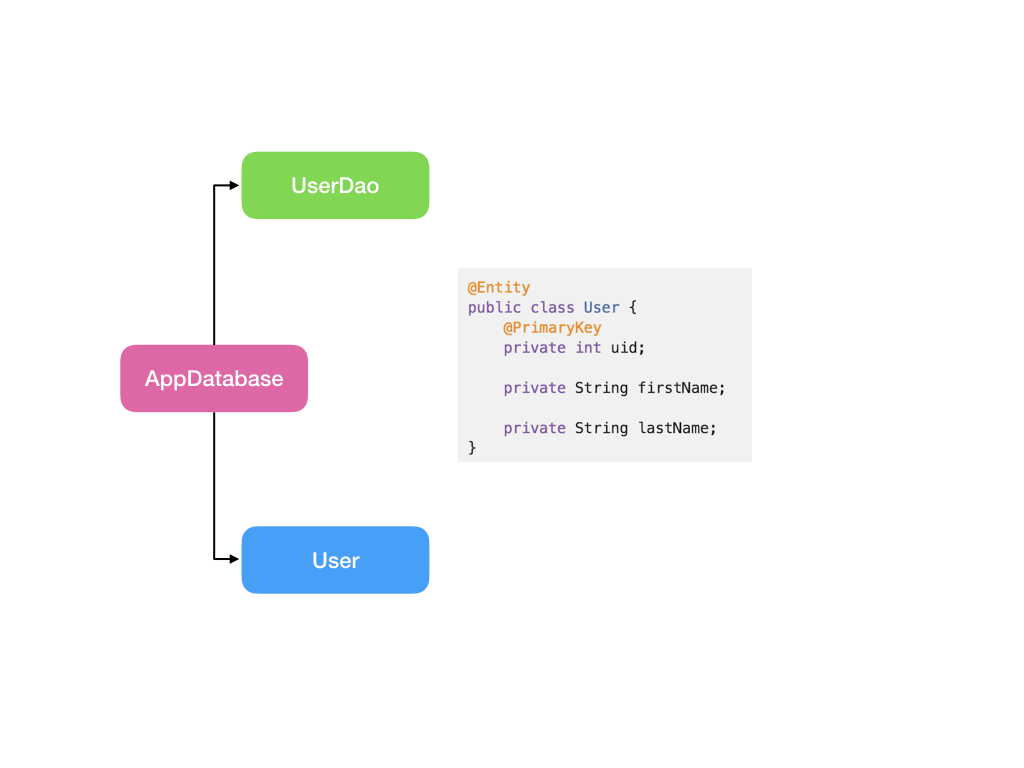 UserDao
@Entity
public class User {
    @PrimaryKey
    private int uid;
    private String firstName;
    private String lastName;
}
AppDatabase
User